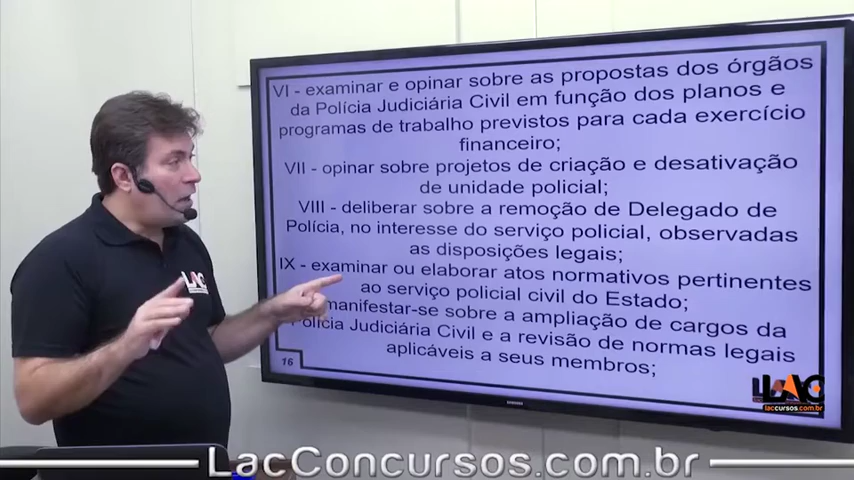 VI - examinar e opinar sobre as propostas dos órgãos
da Polícia Judiciária Civil em função dos planos e
programas de trabalho previstos para cada exercício
financeiro;
VII - opinar sobre projetos de criação e desativação
de unidade policial;
VIII - deliberar sobre a remoção de Delegado de
Polícia, no interesse do serviço policial, observadas
as disposições legais;
IX - examinar ou elaborar atos normativos pertinentes
ao serviço policial civil do Estado;
manifestar-se sobre a ampliação de cargos da
Polícia Judiciária Civil e a revisão de normas legais
aplicáveis a seus membros;
16
LAC
laccursos.com.br
LAC
LacConcursos.com.br